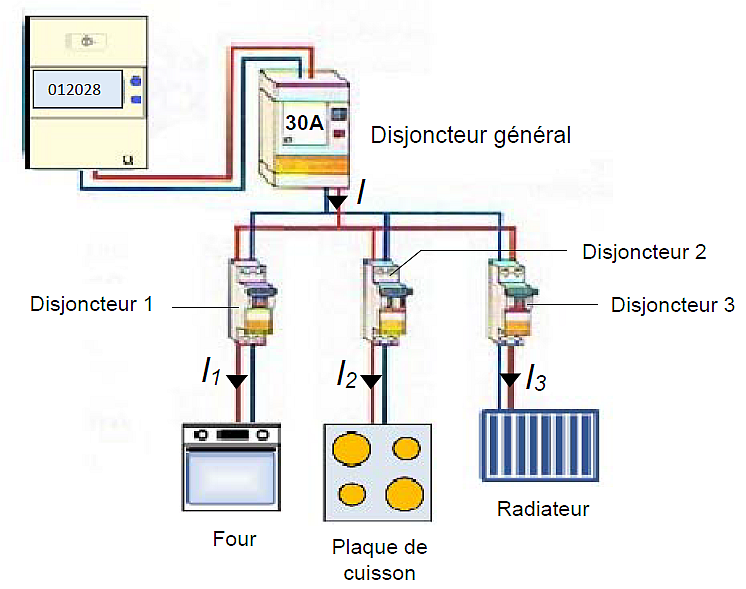 012028
30A
Disjoncteur général
I
Disjoncteur 2
Disjoncteur 1
Disjoncteur 3
I1
I2
I3
Four
Plaque de
cuisson
Radiateur